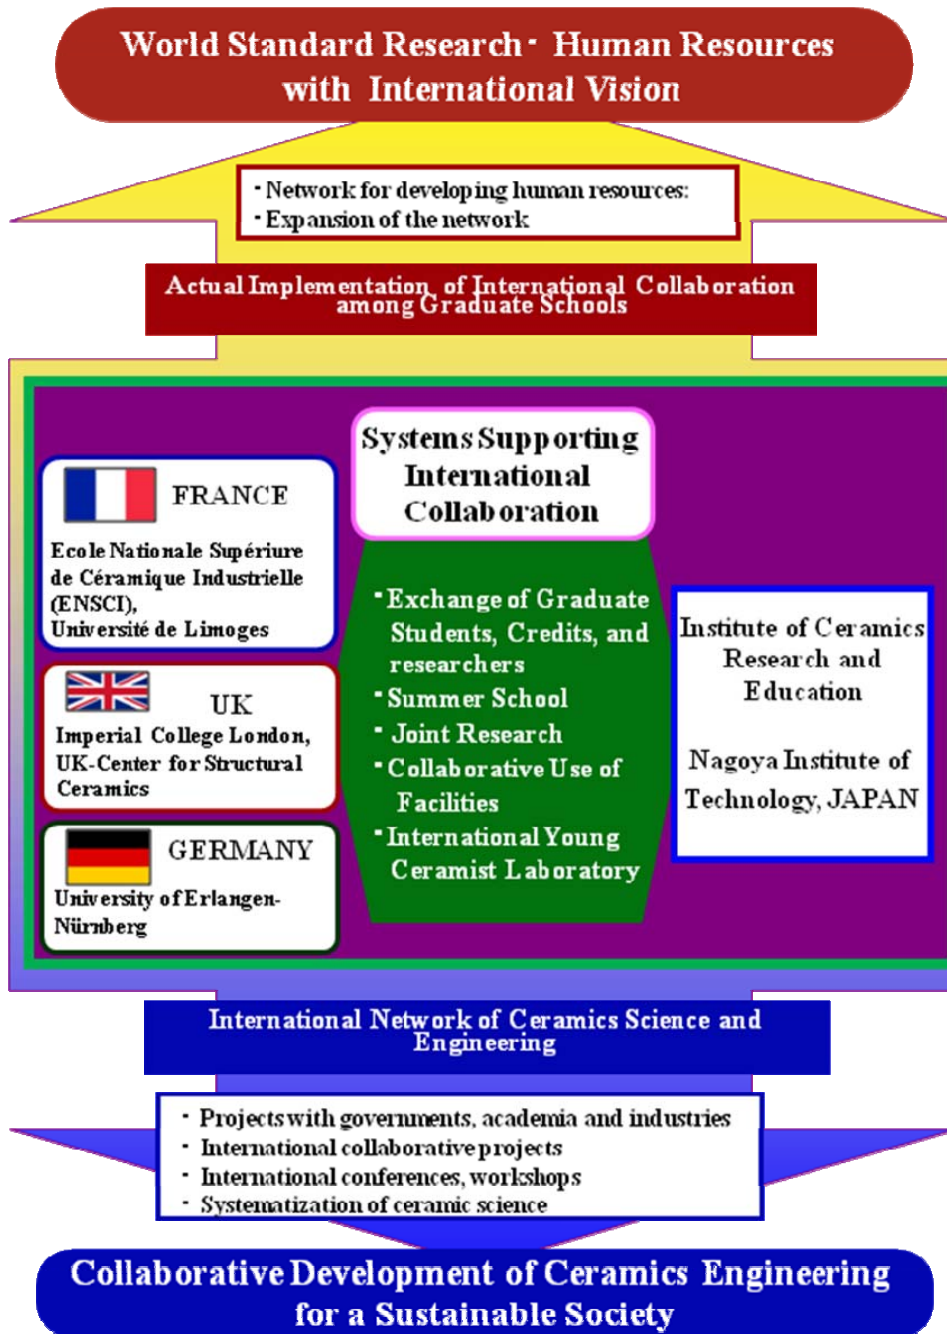 World Standard Research· Human Resources
with International Vision
· Network for developing human resources:
· Expansion of the network
Actual Implementation of International Collaboration
among Graduate Schools
FRANCE
Ecole Nationale Supériure
de Céramique Industrielle
(ENSCI),
Université de Limoges
UK
Imperial College London,
UK-Center for Structural
Ceramics
GERMANY
University of Erlangen-
Nürnberg
Systems Supporting
International
Collaboration
· Exchange of Graduate
Students, Credits, and
researchers
· Summer School
· Joint Research
· Collaborative Use of
Facilities
· International Young
Ceramist Laboratory
Institute of Ceramics
Research and
Education
Nagoya Institute of
Technology, JAPAN
International Network of Ceramics Science and
Engineering
· Projects with governments, academia and industries
· International collaborative projects
· International conferences, workshops
· Systematization of ceramic science
Collaborative Development of Ceramics Engineering
for a Sustainable Society